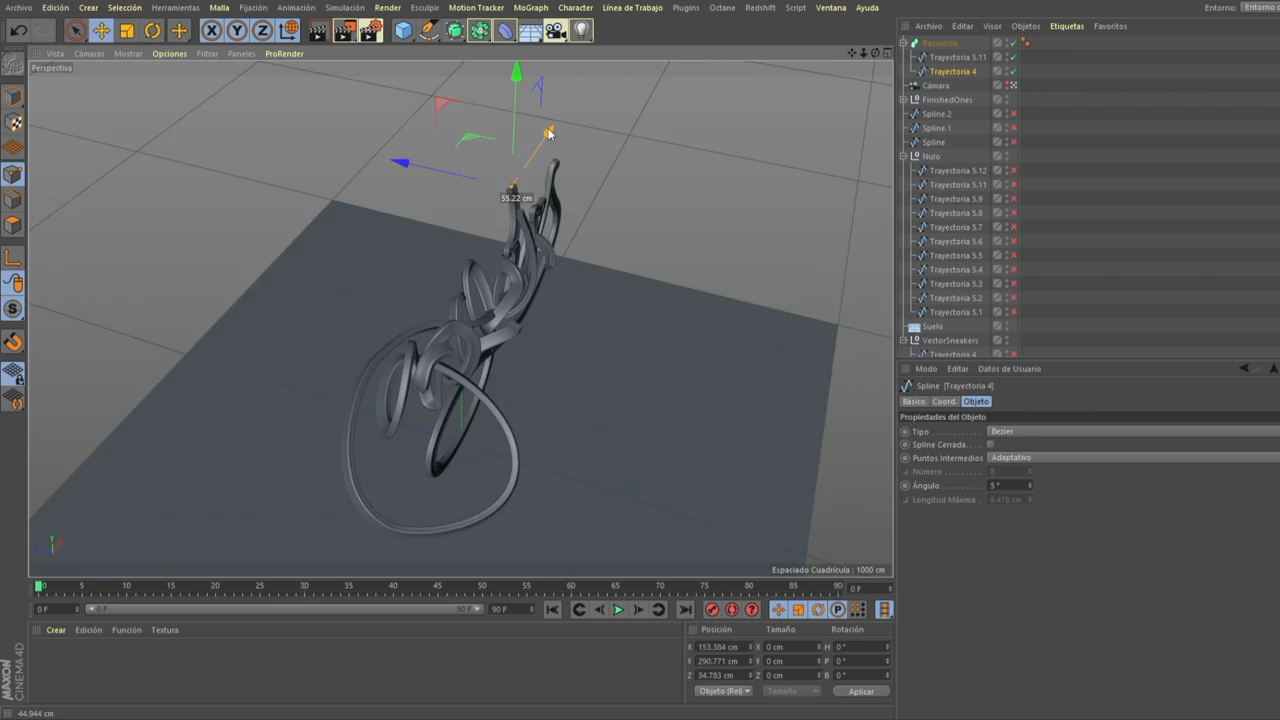 Archivo Edición Crear Selección Herramientas Malla Fijación Animación Simulación Render Esculpir Motion Tracker MoGraph Character Línea de Trabajo Plugins Octane Redshift Script Ventana Ayuda Entorno: Entorno
Vista Cámaras Mostrar Opciones Filtrar Paneles ProRender
Perspectiva
55.22 cm
Espaciado Cuadrícula : 1000 cm
Archivo Editar Visor Objetos Etiquetas Favoritos
Recorrido
Trayectoria 5.11
Trayectoria 4
Cámara
FinishedOnes
Spline.2
Spline.1
Spline
Nulo
Trayectoria 5.12
Trayectoria 5.11
Trayectoria 5.9
Trayectoria 5.8
Trayectoria 5.7
Trayectoria 5.6
Trayectoria 5.5
Trayectoria 5.4
Trayectoria 5.3
Trayectoria 5.2
Trayectoria 5.1
Suelo
VectorSneakers
Trayectoria 4
Modo Editar Datos de Usuario
Spline [Trayectoria 4]
Básico Coord. Objeto
Propiedades del Objeto
Tipo Bezier
Spline Cerrada
Puntos Intermedios Adaptativo
Número 8
Ángulo 5 °
Longitud Máxima 9.478 cm
0 5 10 15 20 25 30 35 40 45 50 55 60 65 70 75 80 85 90 0 F
0 F 0 F 90 F 90 F
Crear Edición Función Textura
Posición Tamaño Rotación
X 153.384 cm X 0 cm H 0 °
Y 290.771 cm Y 0 cm P 0 °
Z 34.783 cm Z 0 cm B 0 °
Objeto (Rel) Tamaño Aplicar
MAXON
CINEMA 4D
44.944 cm